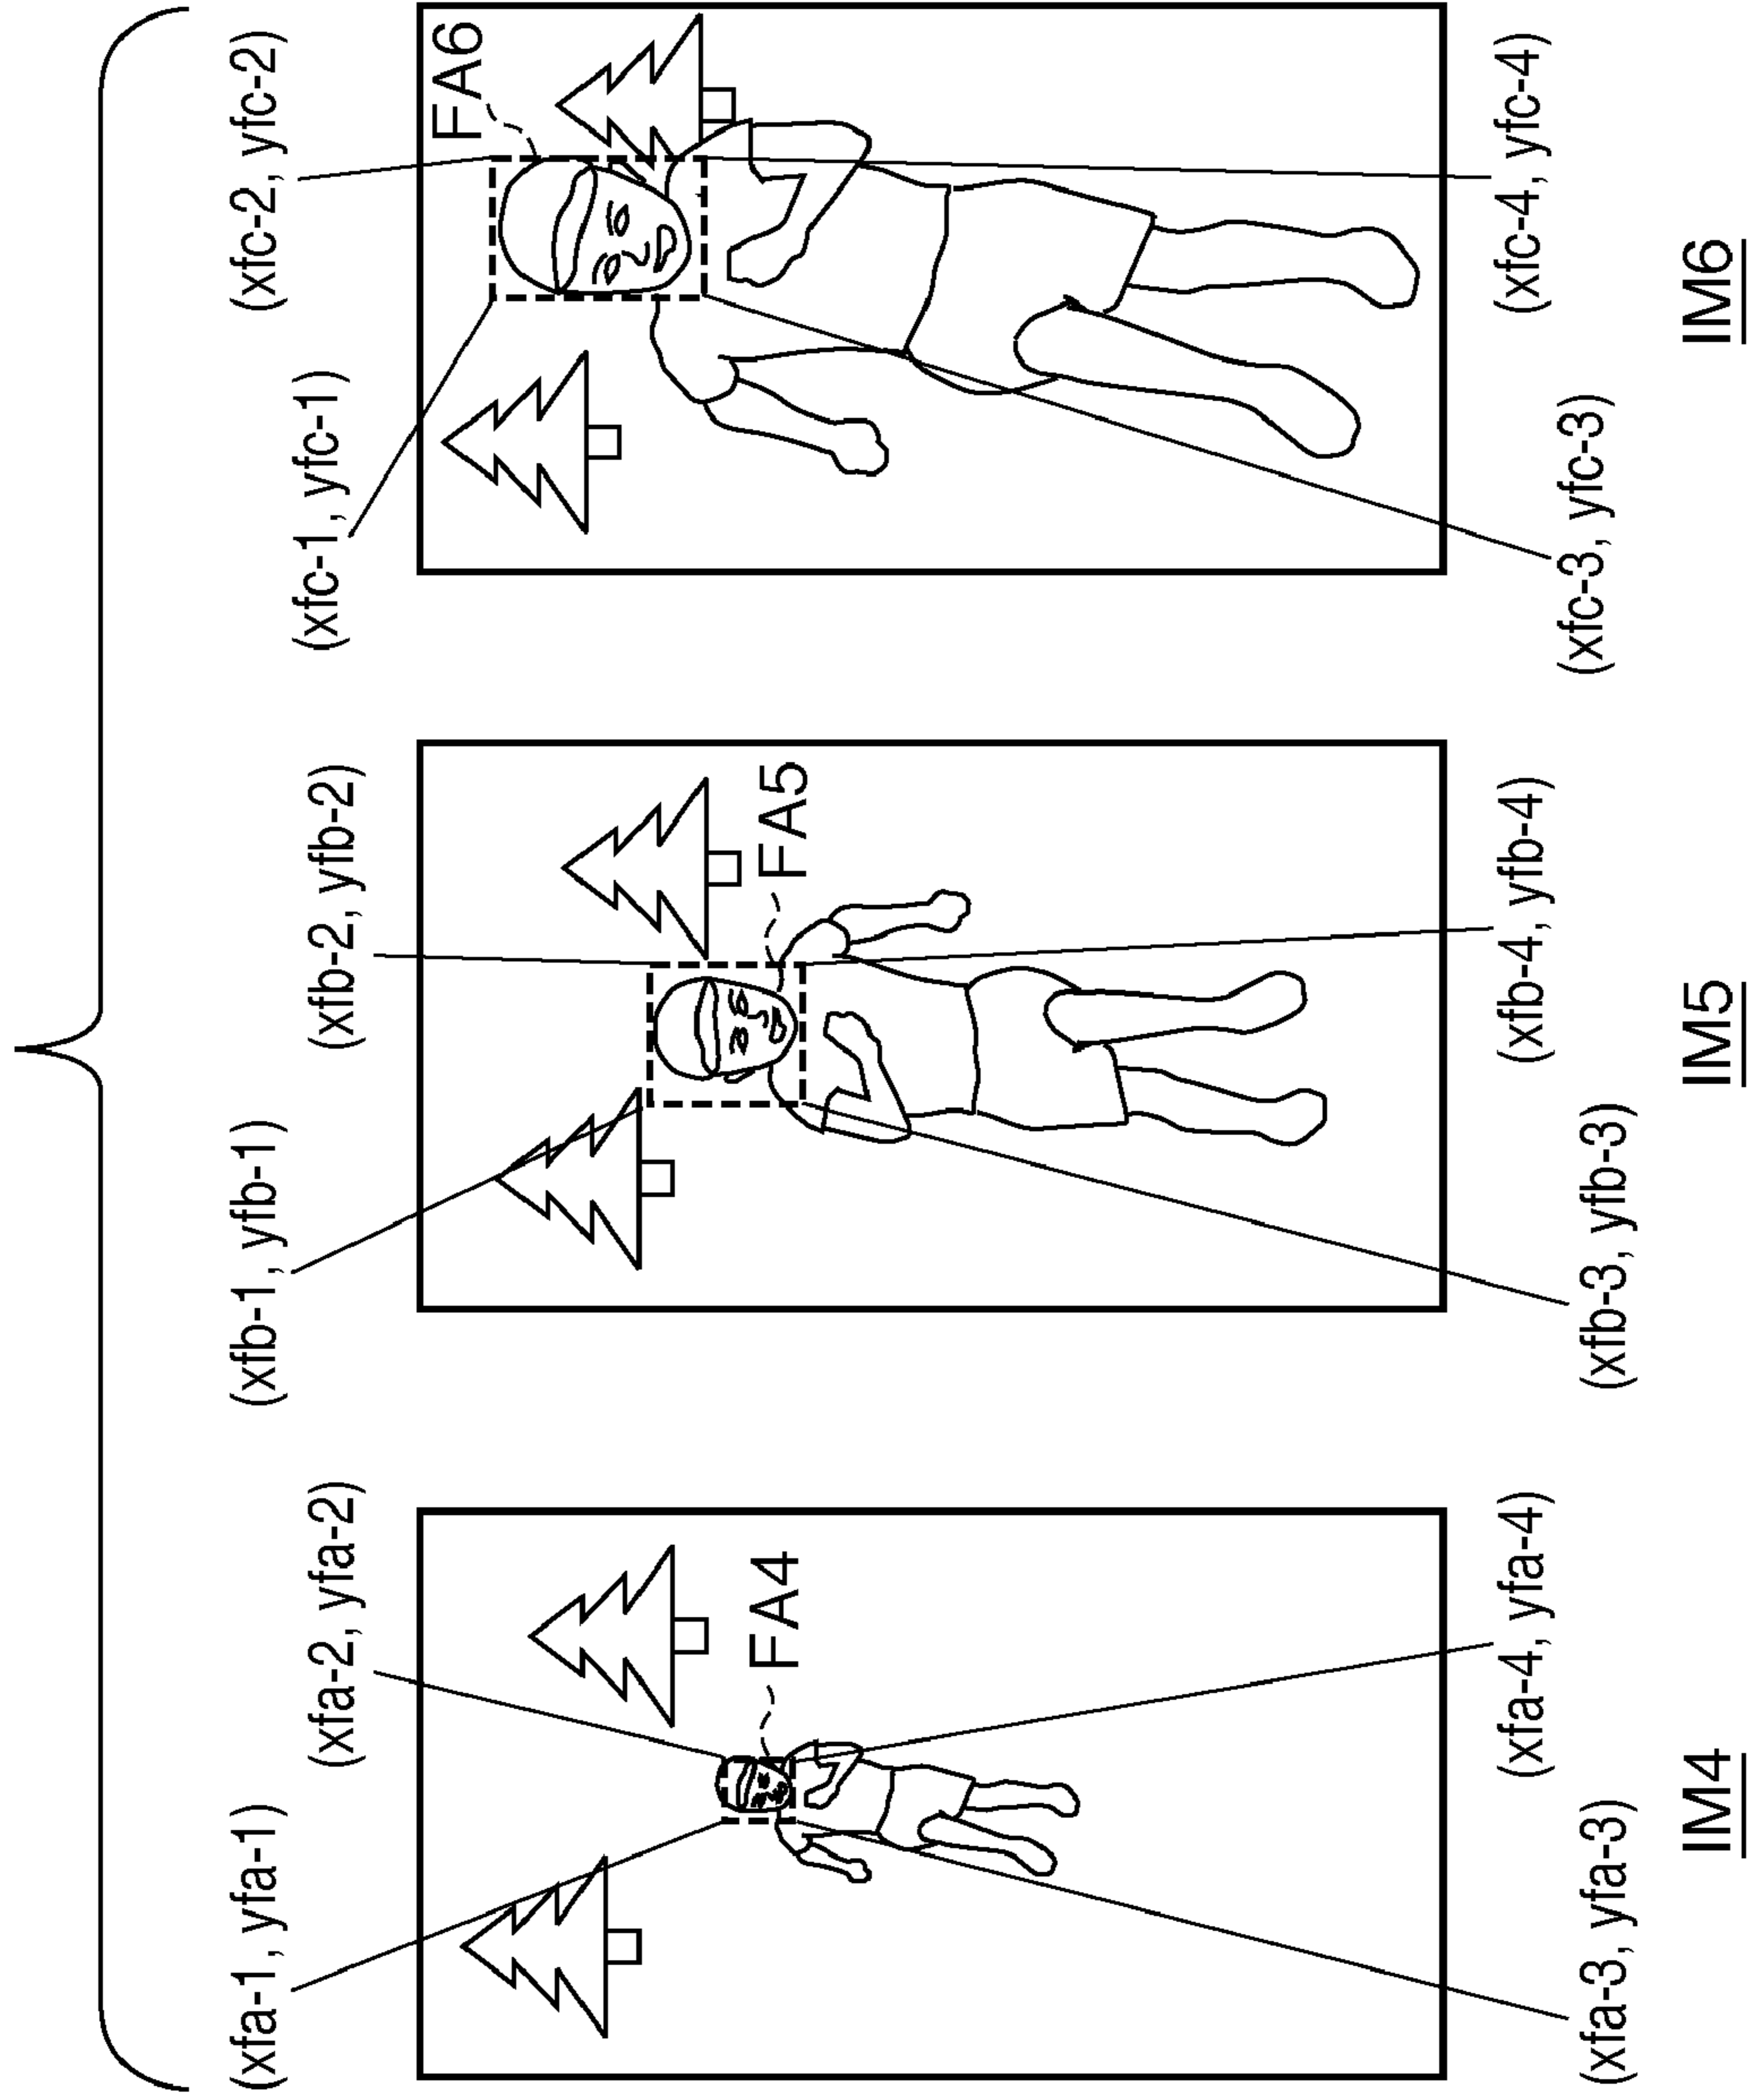 (xfa-1, yfa-1)
(xfa-2, yfa-2)
FA4
(xfa-3, yfa-3)
(xfa-4, yfa-4)
IM4
(xfb-1, yfb-1)
(xfb-2, yfb-2)
FA5
(xfb-3, yfb-3)
(xfb-4, yfb-4)
IM5
(xfc-1, yfc-1)
(xfc-2, yfc-2)
FA6
(xfc-3, yfc-3)
(xfc-4, yfc-4)
IM6